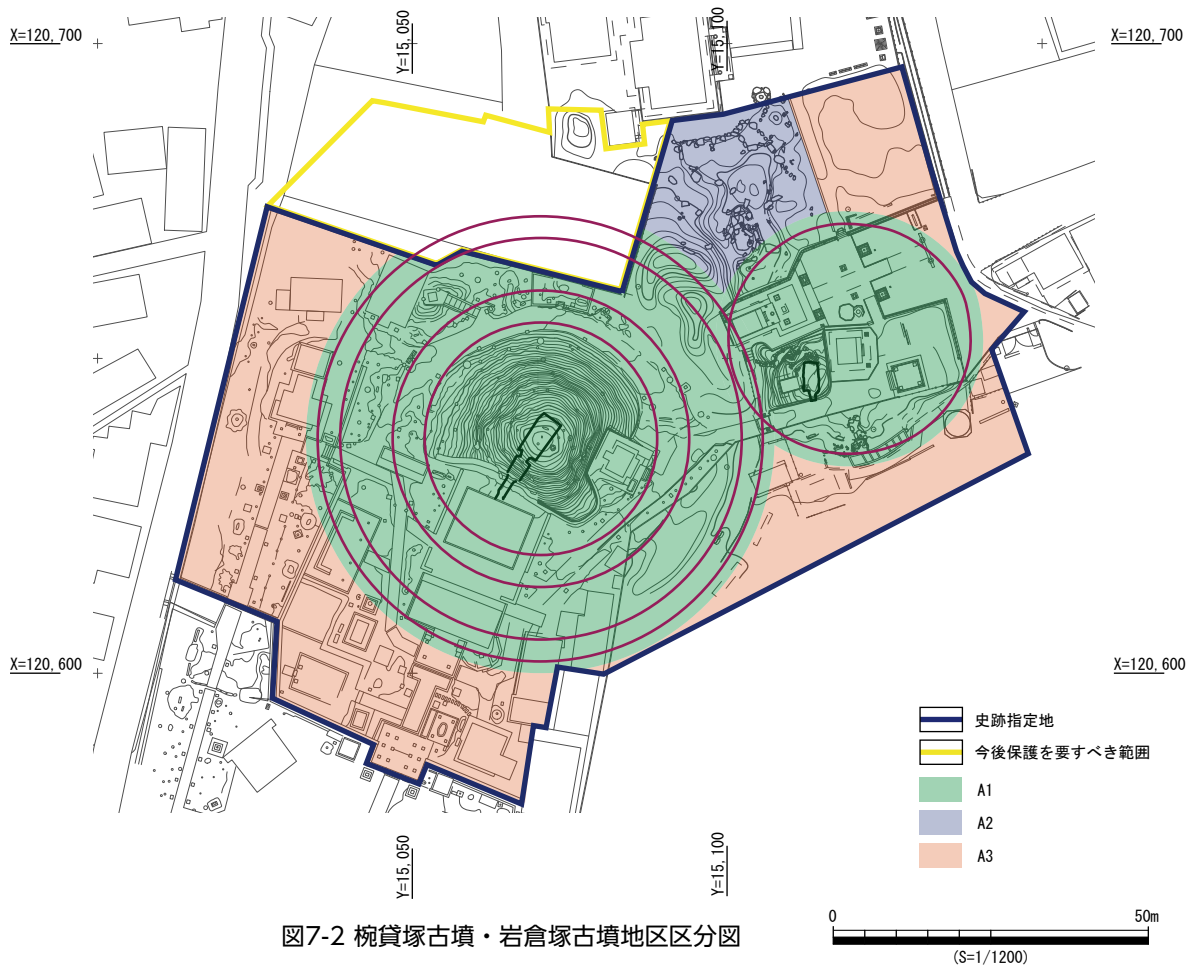 Y=15,050
Y=15,100
X=120,700
X=120,700
X=120,600
X=120,600
史跡指定地
今後保護を要すべき範囲
A1
A2
A3
Y=15,050
Y=15,100
図7-2 椀貸塚古墳・岩倉塚古墳地区区分図
0
50m
(S=1/1200)